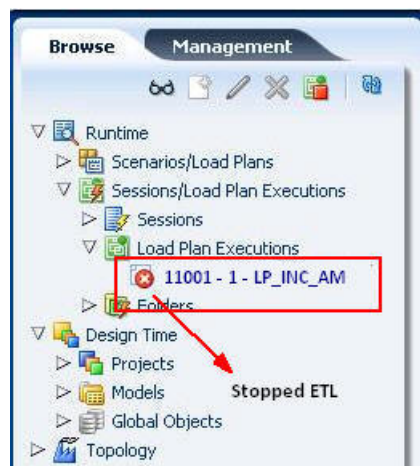 Browse Management
Runtime
Scenarios/Load Plans
Sessions/Load Plan Executions
Sessions
Load Plan Executions
11001 - 1 - LP_INC_AM
Folders
Design Time
Projects
Models
Stopped ETL
Global Objects
Topology